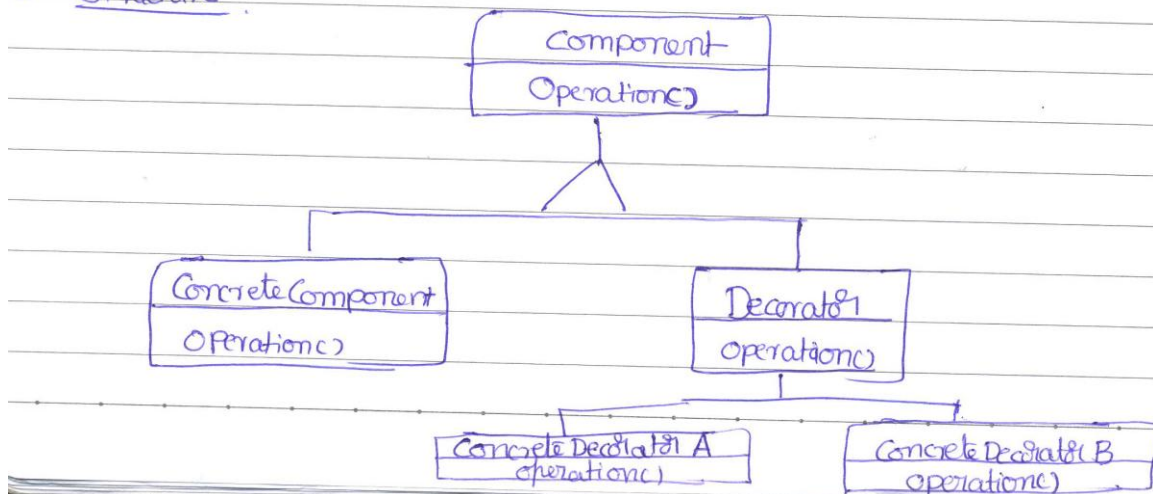 Component
Operation()
ConcreteComponent
Operation()
Decorator
operation()
ConcreteDecorator A
operation()
ConcreteDecorator B
operation()